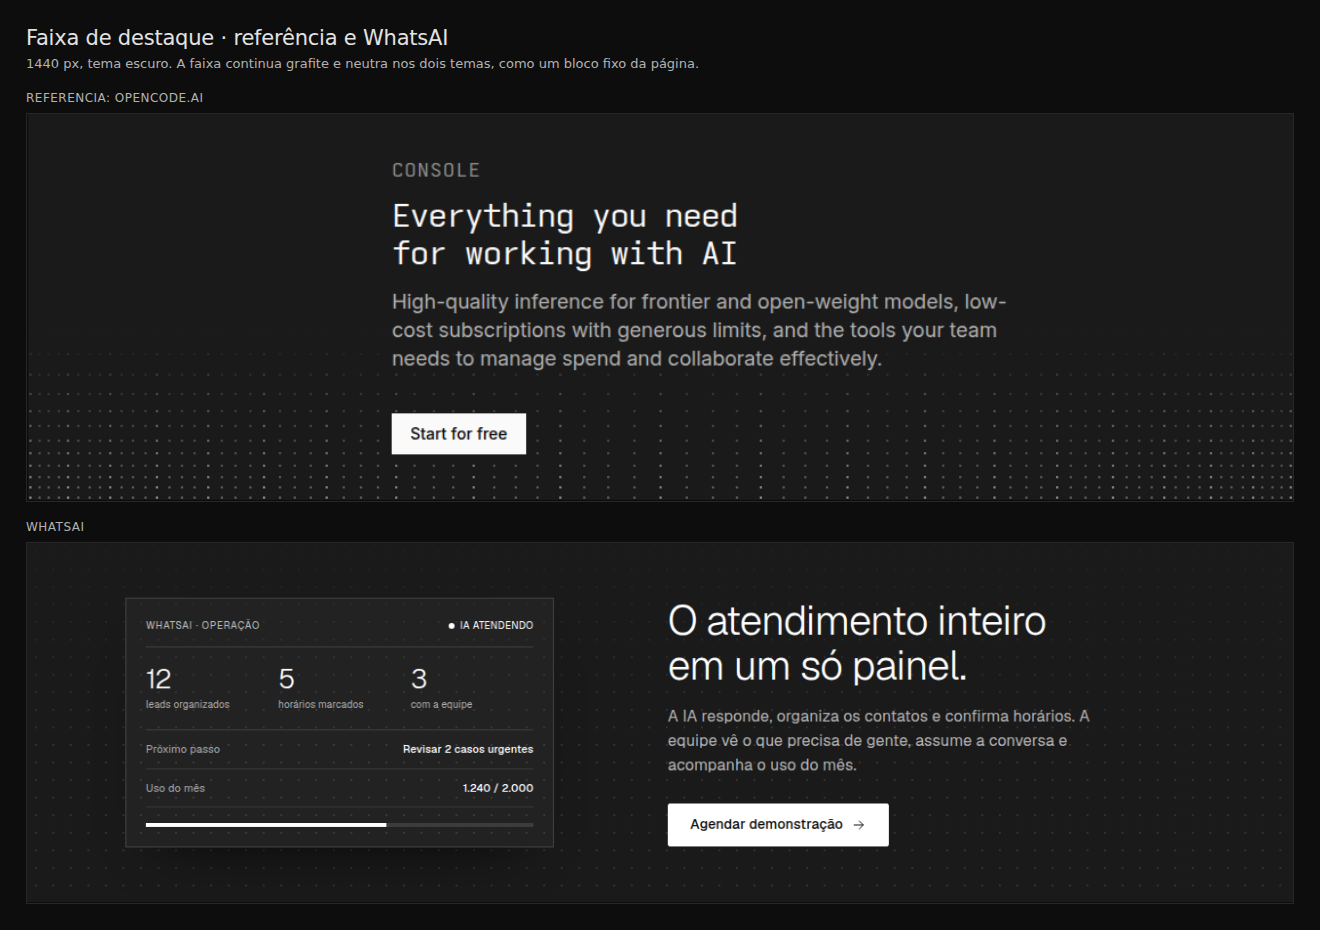 Faixa de destaque · referência e WhatsAI
1440 px, tema escuro. A faixa continua grafite e neutra nos dois temas, como um bloco fixo da página.
REFERENCIA: OPENCODE.AI
CONSOLE
Everything you need
for working with AI
High-quality inference for frontier and open-weight models, low-
cost subscriptions with generous limits, and the tools your team
needs to manage spend and collaborate effectively.
Start for free
WHATSAI
WHATSAI · OPERAÇÃO
IA ATENDENDO
12
5
3
leads organizados
horários marcados
com a equipe
Próximo passo
Revisar 2 casos urgentes
Uso do mês
1.240 / 2.000
O atendimento inteiro
em um só painel.
A IA responde, organiza os contatos e confirma horários. A
equipe vê o que precisa de gente, assume a conversa e
acompanha o uso do mês.
Agendar demonstração →